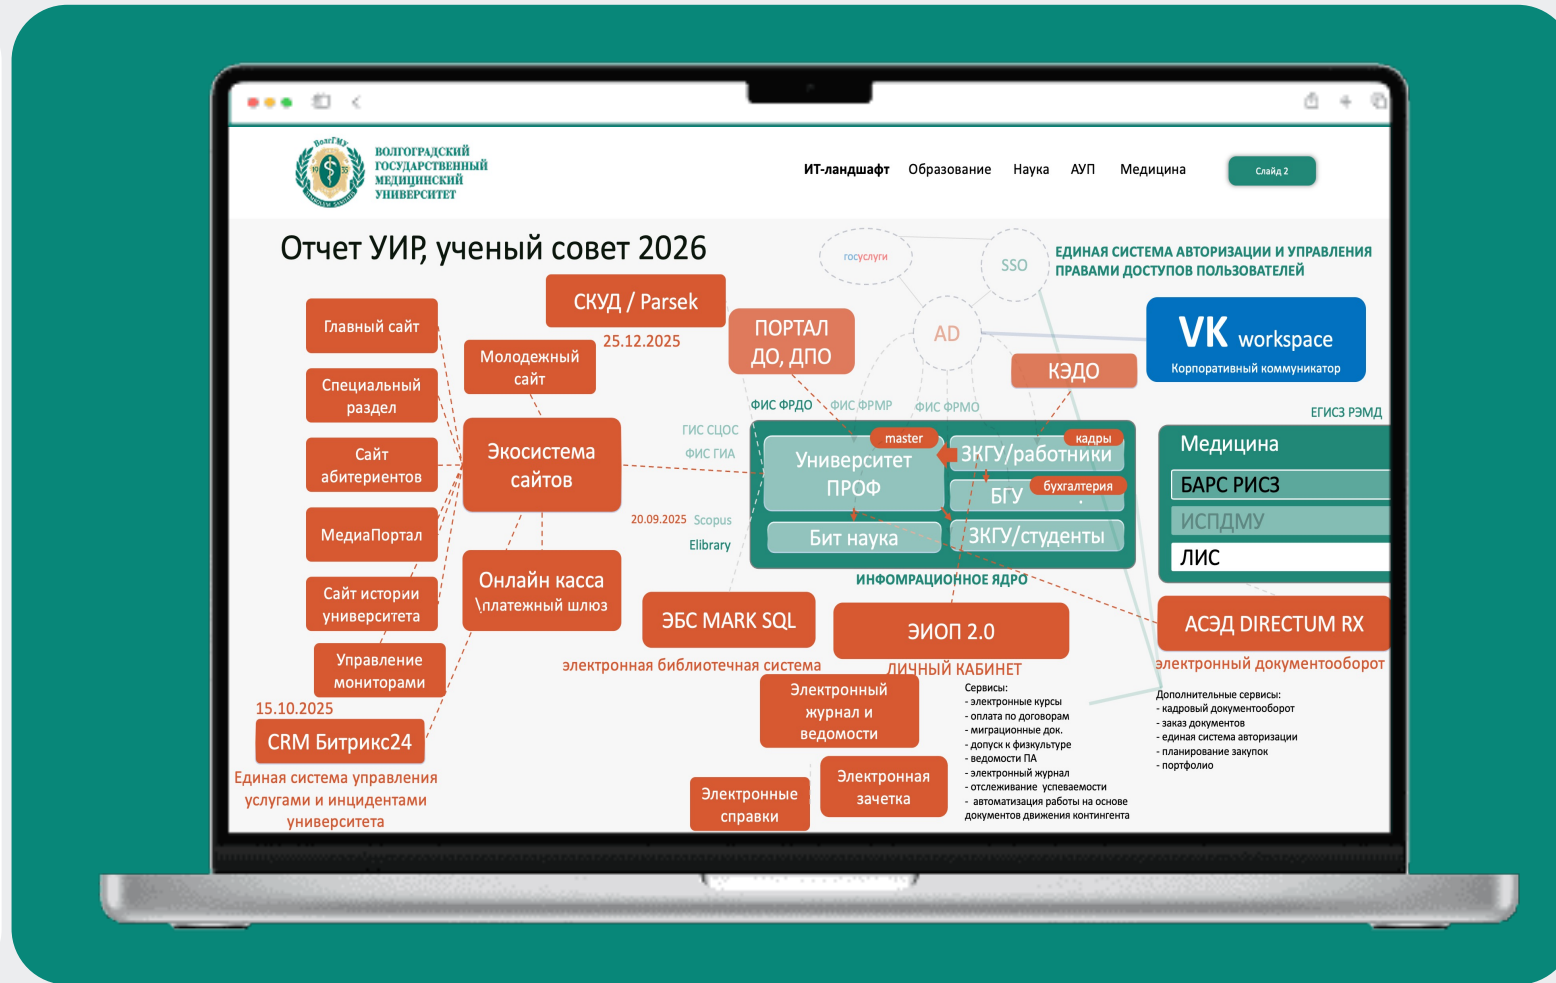 ВолгГМУ
19 35
ВОЛГОГРАДСКИЙ
ГОСУДАРСТВЕННЫЙ
МЕДИЦИНСКИЙ
УНИВЕРСИТЕТ
ИТ-ландшафт Образование Наука АУП Медицина Слайд 2
Отчет УИР, ученый совет 2026
госуслуги
SSO
ЕДИНАЯ СИСТЕМА АВТОРИЗАЦИИ И УПРАВЛЕНИЯ
ПРАВАМИ ДОСТУПОВ ПОЛЬЗОВАТЕЛЕЙ
СКУД / Parsek
25.12.2025
Главный сайт
Молодежный
сайт
ПОРТАЛ
ДО, ДПО
AD
VK workspace
Корпоративный коммуникатор
КЭДО
Специальный
раздел
ФИС ФРДО ФИС ФРМР ФИС ФРМО
ЕГИСЗ РЭМД
ГИС СЦОС
ФИС ГИА
Сайт
абитериентов
Экосистема
сайтов
master
Университет
ПРОФ
кадры
ЗКГУ/работники
бухгалтерия
БГУ .
Бит наука
ЗКГУ/студенты
ИНФОМРАЦИОННОЕ ЯДРО
Медицина
БАРС РИСЗ
ИСПДМУ
ЛИС
20.09.2025 Scopus
Elibrary
МедиаПортал
Онлайн касса
\платежный шлюз
Сайт истории
университета
ЭБС MARK SQL
электронная библиотечная система
ЭИОП 2.0
ЛИЧНЫЙ КАБИНЕТ
АСЭД DIRECTUM RX
электронный документооборот
Управление
мониторами
15.10.2025
CRM Битрикс24
Единая система управления
услугами и инцидентами
университета
Электронный
журнал и
ведомости
Электронные
справки
Электронная
зачетка
Сервисы:
- электронные курсы
- оплата по договорам
- миграционные док.
- допуск к физкультуре
- ведомости ПА
- электронный журнал
- отслеживание успеваемости
- автоматизация работы на основе
документов движения контингента
Дополнительные сервисы:
- кадровый документооборот
- заказ документов
- единая система авторизации
- планирование закупок
- портфолио